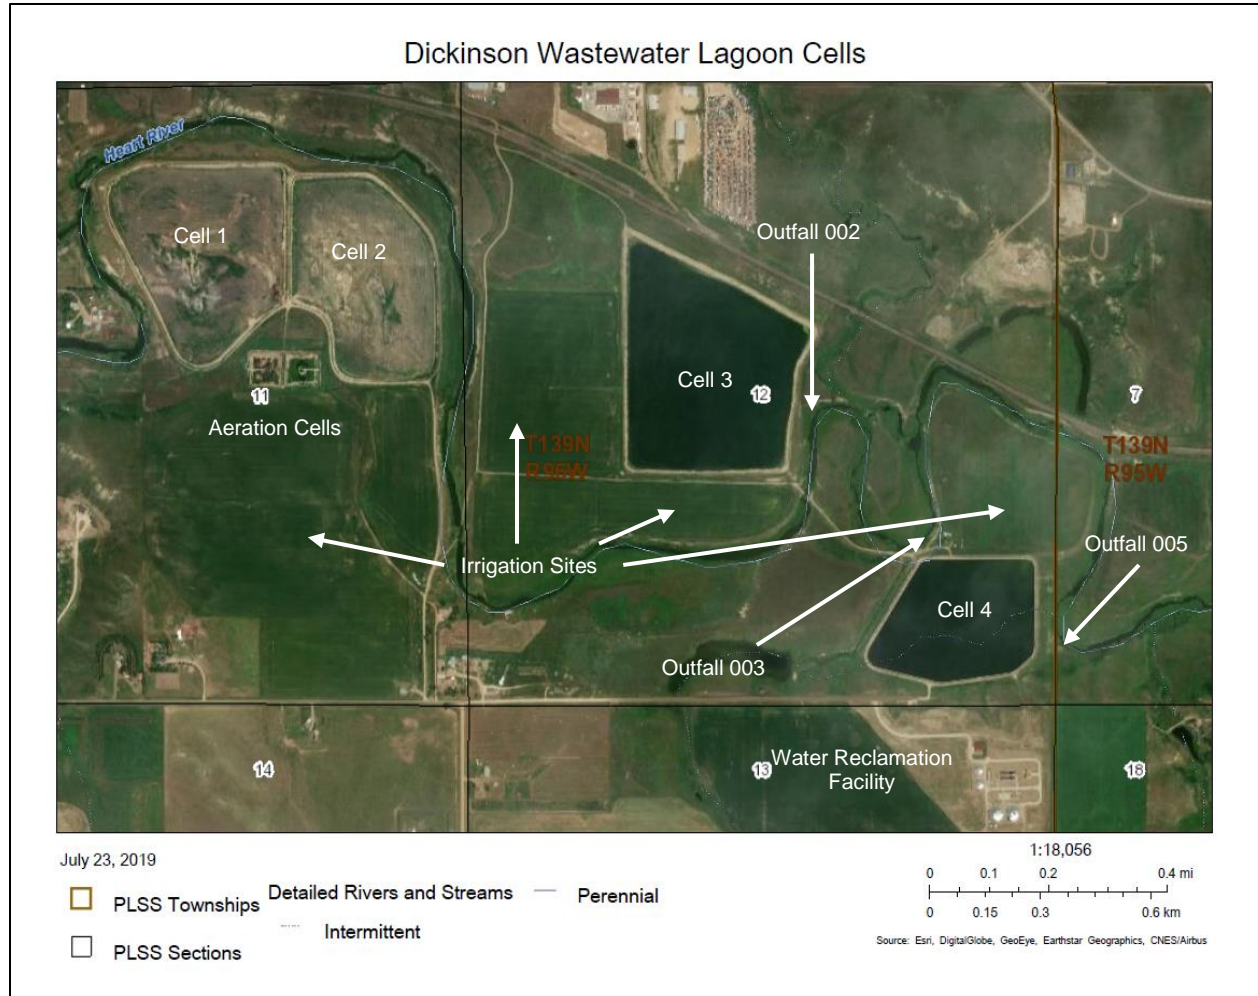 Dickinson Wastewater Lagoon Cells
Heart River
Cell 1
Cell 2
Outfall 002
Cell 3
12
7
11
Aeration Cells
T139N
R96W
T139N
R95W
Outfall 005
Irrigation Sites
Cell 4
Outfall 003
Water Reclamation
Facility
14
13
18
July 23, 2019
1:18,056
0 0.1 0.2 0.4 mi
0 0.15 0.3 0.6 km
PLSS Townships
PLSS Sections
Detailed Rivers and Streams
Perennial
Intermittent
Source: Esri, DigitalGlobe, GeoEye, Earthstar Geographics, CNES/Airbus